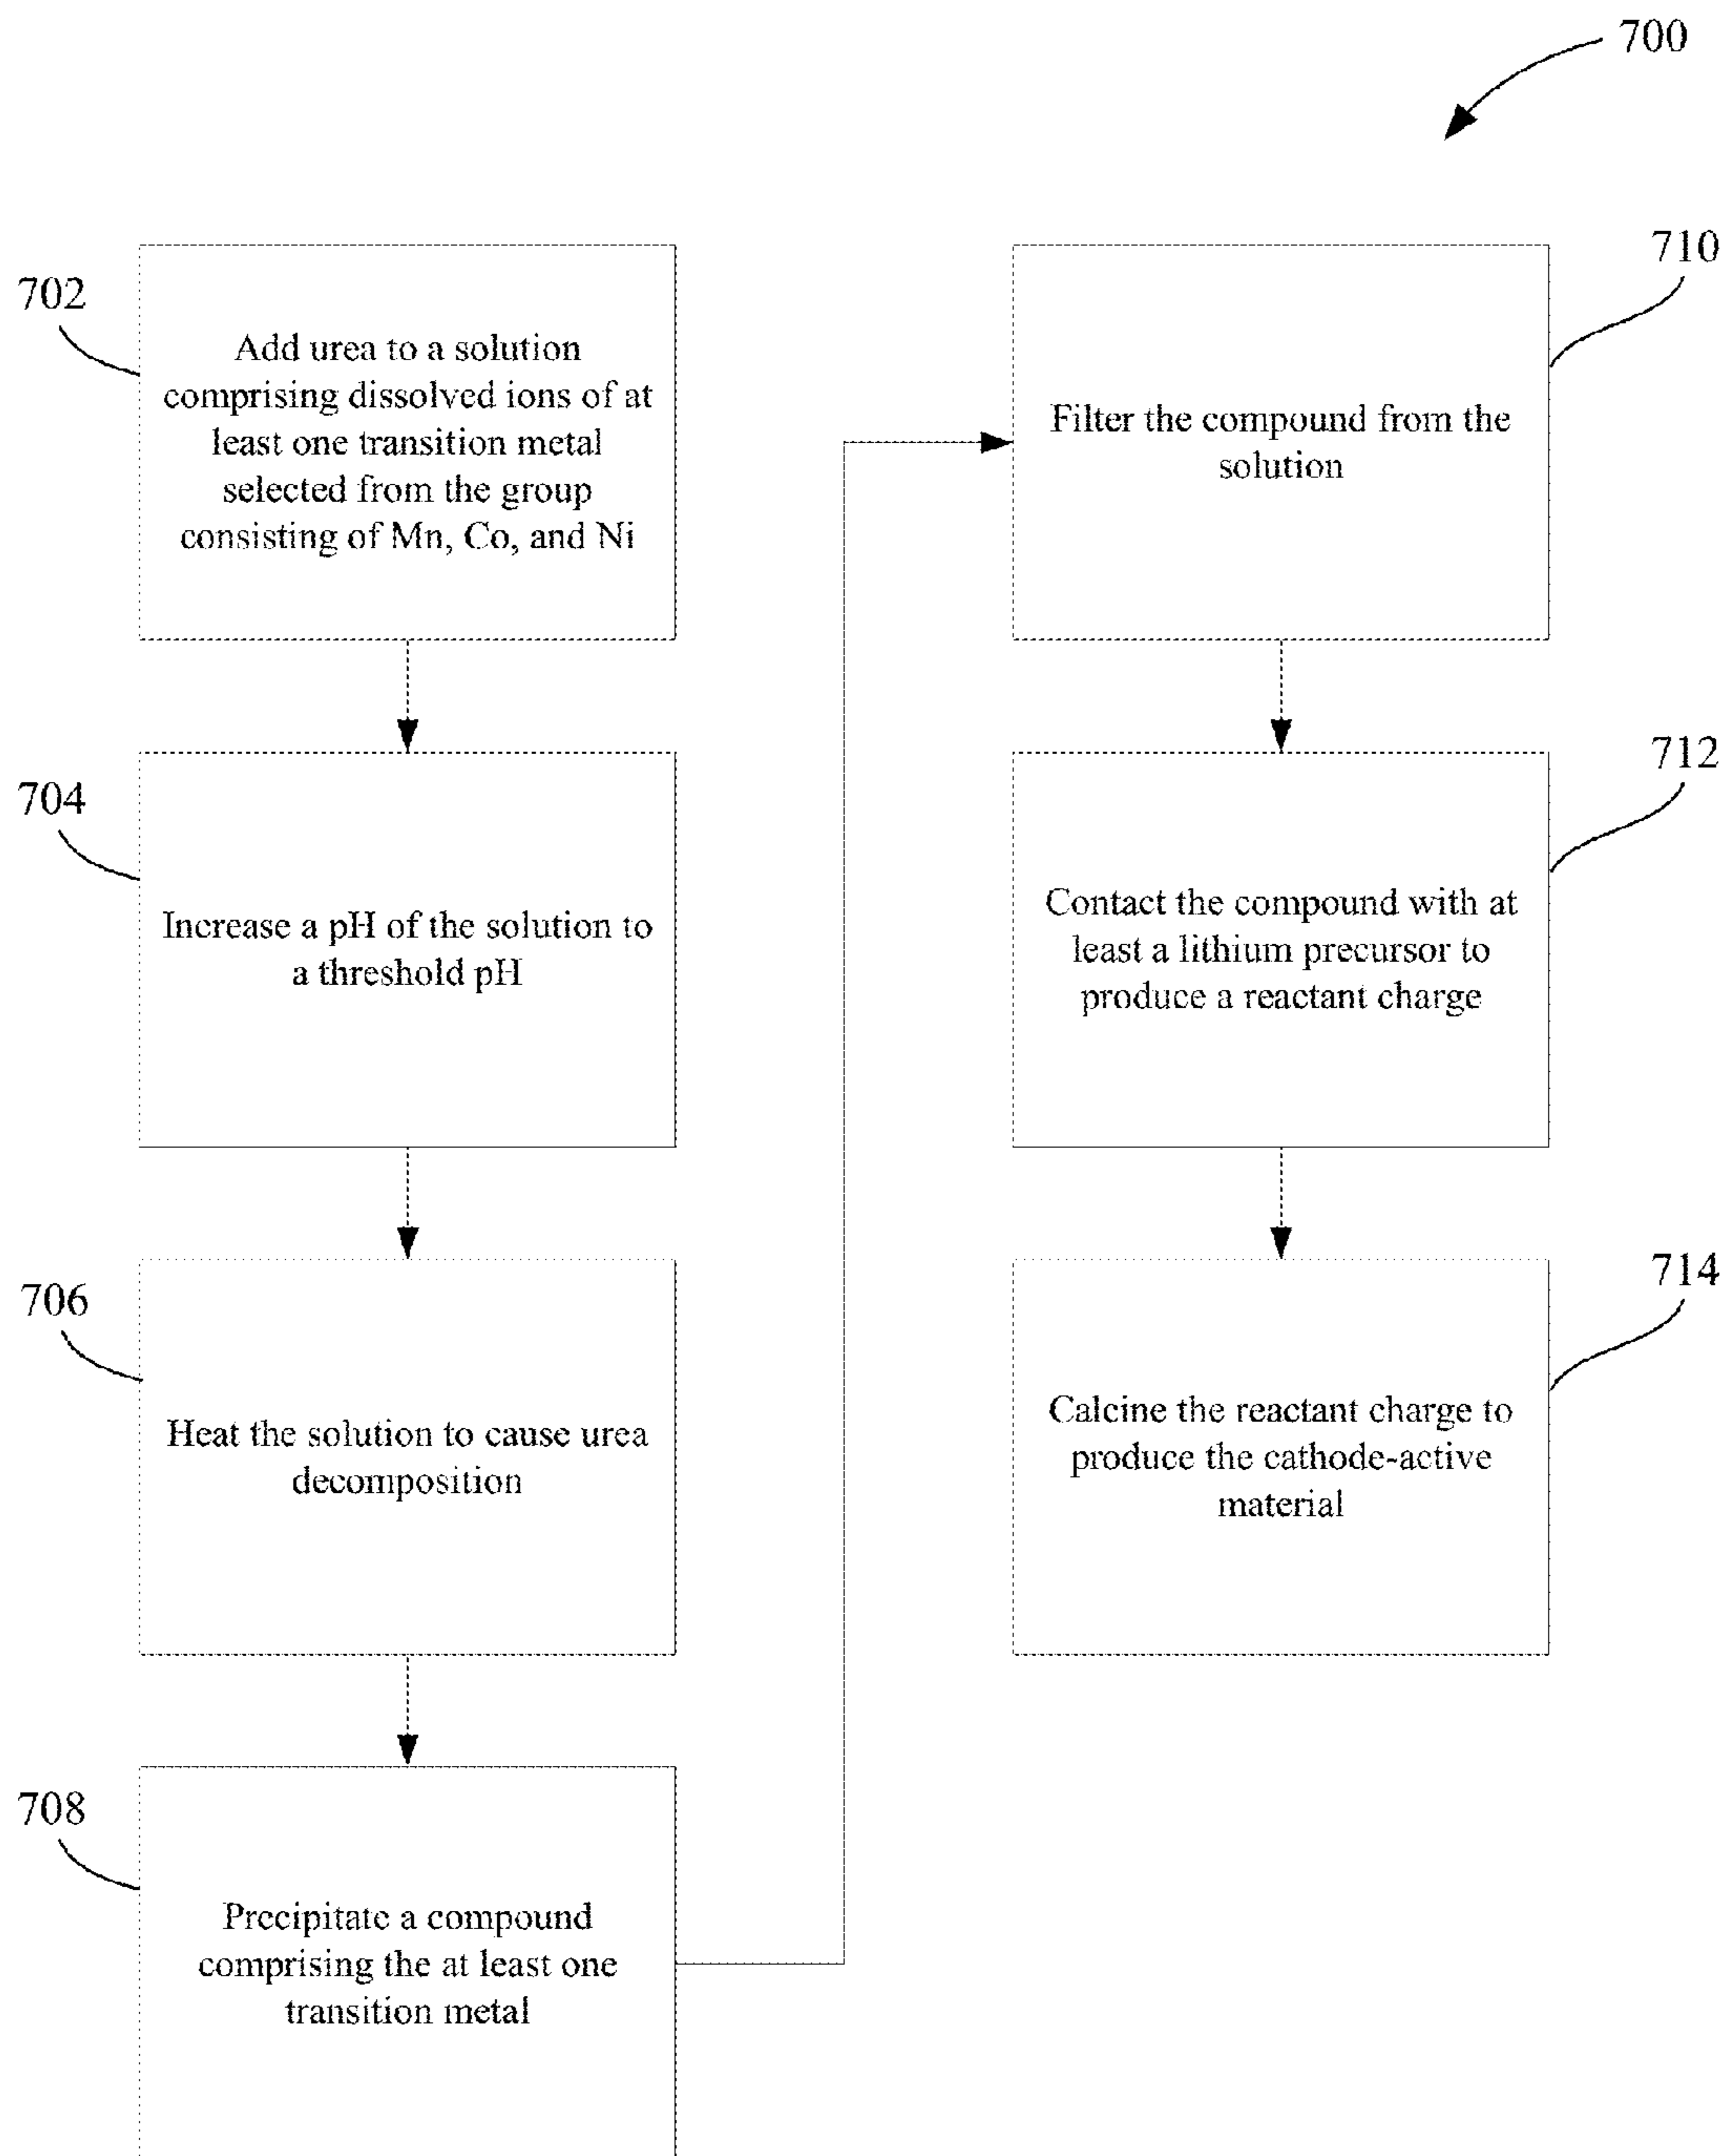 700
702
Add urea to a solution
comprising dissolved ions of at
least one transition metal
selected from the group
consisting of Mn, Co, and Ni
704
Increase a pH of the solution to
a threshold pH
706
Heat the solution to cause urea
decomposition
708
Precipitate a compound
comprising the at least one
transition metal
710
Filter the compound from the
solution
712
Contact the compound with at
least a lithium precursor to
produce a reactant charge
714
Calcine the reactant charge to
produce the cathode-active
material